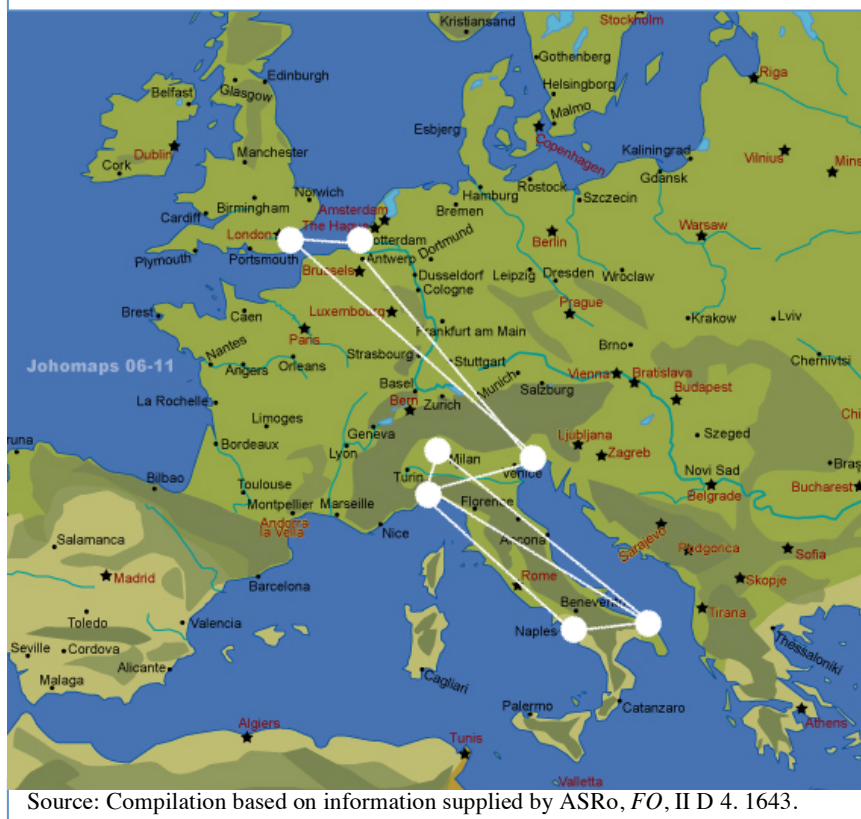 Kristiansand
Stockholm
Gothenberg
Riga
Edinburgh
Glasgow
Belfast
Helsingborg
Malmo
Esbjerg
Copenhagen
Kaliningrad
Vilnius
Mins
Dublin
Cork
Manchester
Gdansk
Rostock
Szczecin
Hamburg
Norwich
Birmingham
Amsterdam
Bremen
Cardiff
The Hague
Warsaw
London
otterdam
Dortmund
Berlin
Plymouth
Portsmouth
Antwerp
Brussels
Dusseldorf
Leipzig
Dresden
Wroclaw
Cologne
Brest
Caen
Luxembourg
Prague
Krakow
Lviv
Paris
Frankfurt am Main
Brno
Nantes
Strasbourg
Stuttgart
Chernivtsi
Johomaps 06-11
Angers
Orleans
Vienna
Bratislava
Munich
Salzburg
Budapest
Basel
La Rochelle
Bern
Zurich
Chi
Limoges
Geneva
Ljubljana
Szeged
runa
Bordeaux
Lyon
Milan
Zagreb
Bras
Bilbao
Toulouse
Turin
Venice
Novi Sad
Bucharest
Montpellier
Marseille
Florence
Belgrade
Andorra
la Vella
Nice
Salamanca
Ancona
Sarajevo
Podgorica
Sofia
Madrid
Barcelona
Rome
Skopje
Toledo
Valencia
Benevento
Tirana
Seville
Cordova
Naples
Thessaloniki
Alicante
Malaga
Cagliari
Palermo
Catanzaro
Algiers
Tunis
Athens
Valletta
Source: Compilation based on information supplied by ASRo, FO, II D 4. 1643.